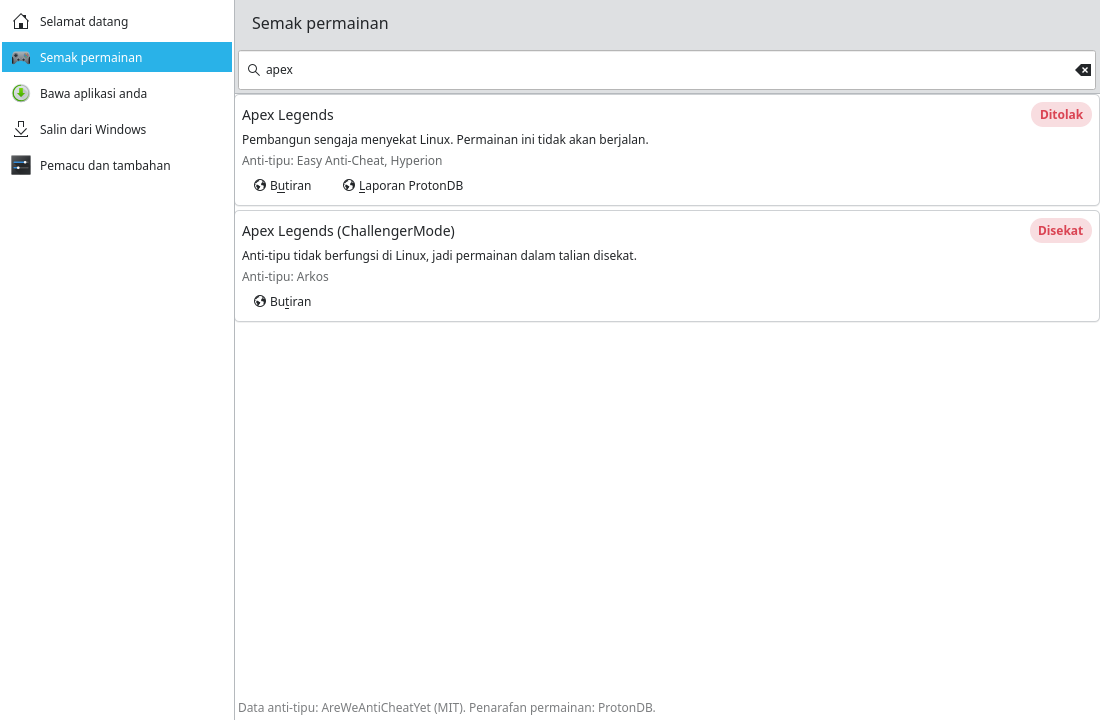 Selamat datang
Semak permainan
Bawa aplikasi anda
Salin dari Windows
Pemacu dan tambahan
Semak permainan
apex
Apex Legends
Ditolak
Pembangun sengaja menyekat Linux. Permainan ini tidak akan berjalan.
Anti-tipu: Easy Anti-Cheat, Hyperion
Butiran
Laporan ProtonDB
Apex Legends (ChallengerMode)
Disekat
Anti-tipu tidak berfungsi di Linux, jadi permainan dalam talian disekat.
Anti-tipu: Arkos
Butiran
Data anti-tipu: AreWeAntiCheatYet (MIT). Penarafan permainan: ProtonDB.